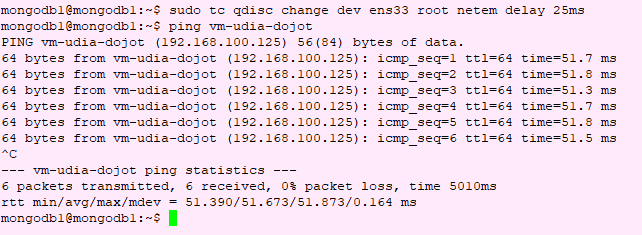 mongodb1@mongodb1:~$ sudo tc qdisc change dev ens33 root netem delay 25ms
mongodb1@mongodb1:~$ ping vm-udia-dojot
PING vm-udia-dojot (192.168.100.125) 56(84) bytes of data.
64 bytes from vm-udia-dojot (192.168.100.125): icmp_seq=1 ttl=64 time=51.7 ms
64 bytes from vm-udia-dojot (192.168.100.125): icmp_seq=2 ttl=64 time=51.8 ms
64 bytes from vm-udia-dojot (192.168.100.125): icmp_seq=3 ttl=64 time=51.3 ms
64 bytes from vm-udia-dojot (192.168.100.125): icmp_seq=4 ttl=64 time=51.7 ms
64 bytes from vm-udia-dojot (192.168.100.125): icmp_seq=5 ttl=64 time=51.8 ms
64 bytes from vm-udia-dojot (192.168.100.125): icmp_seq=6 ttl=64 time=51.5 ms
^C
--- vm-udia-dojot ping statistics ---
6 packets transmitted, 6 received, 0% packet loss, time 5010ms
rtt min/avg/max/mdev = 51.390/51.673/51.873/0.164 ms
mongodb1@mongodb1:~$